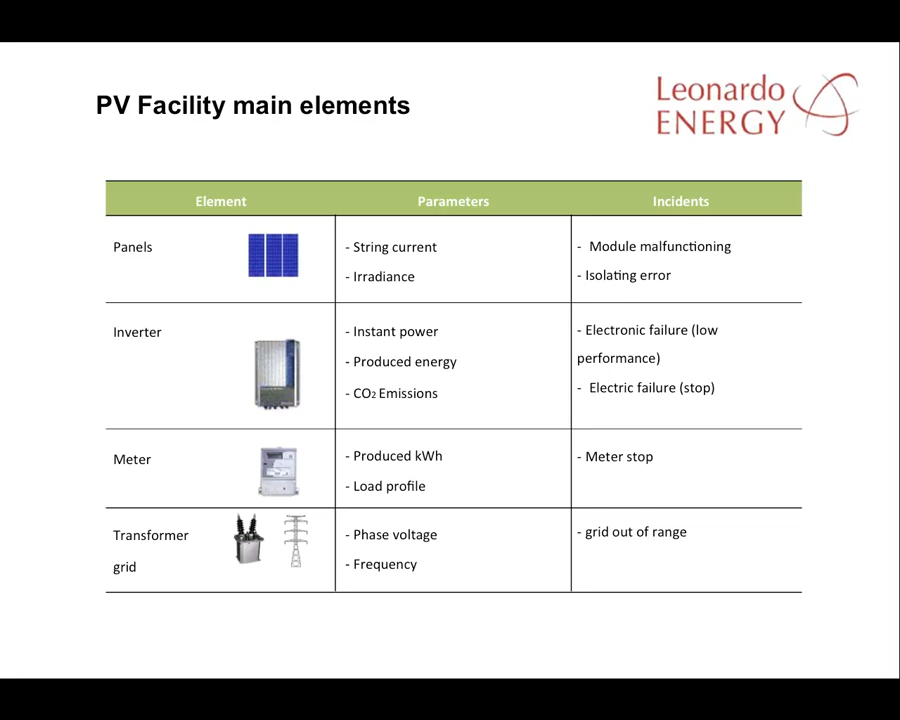 PV Facility main elements
Leonardo
ENERGY
Element Parameters Incidents
Panels
- String current
- Irradiance
- Module malfunctioning
- Isolating error
Inverter
- Instant power
- Produced energy
- CO2 Emissions
- Electronic failure (low
performance)
- Electric failure (stop)
Meter
- Produced kWh
- Load profile
- Meter stop
Transformer
grid
- Phase voltage
- Frequency
- grid out of range